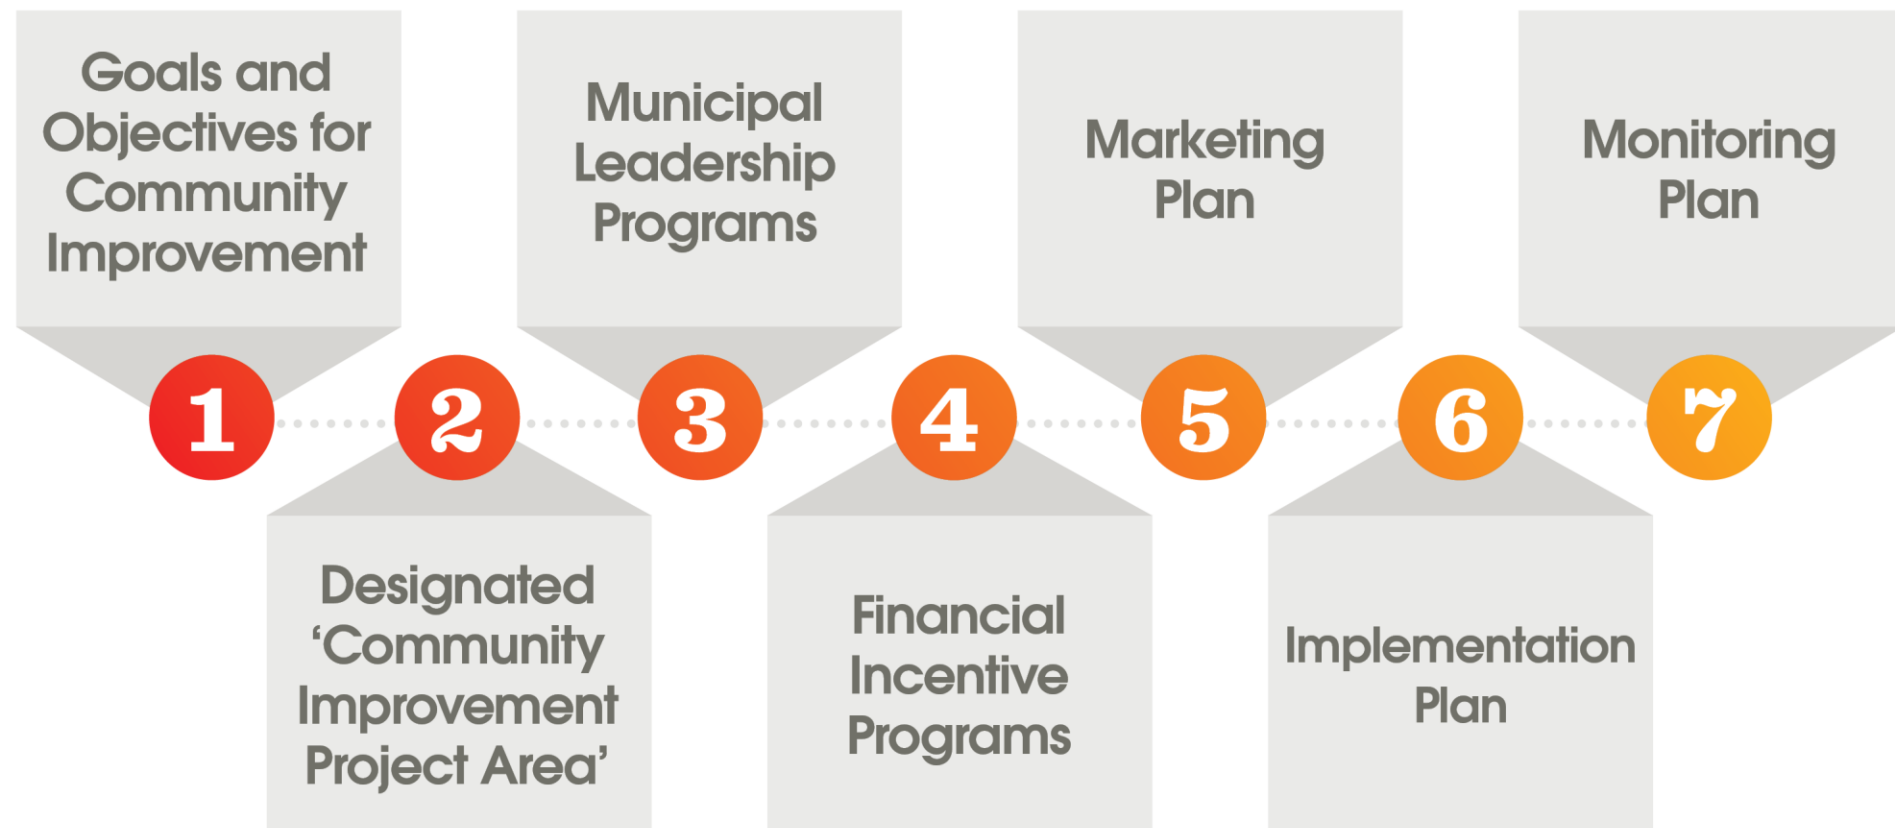 Goals and
Objectives for
Community
Improvement
1
2
Designated
‘Community
Improvement
Project Area’
Municipal
Leadership
Programs
3
4
Financial
Incentive
Programs
Marketing
Plan
5
6
Implementation
Plan
Monitoring
Plan
7